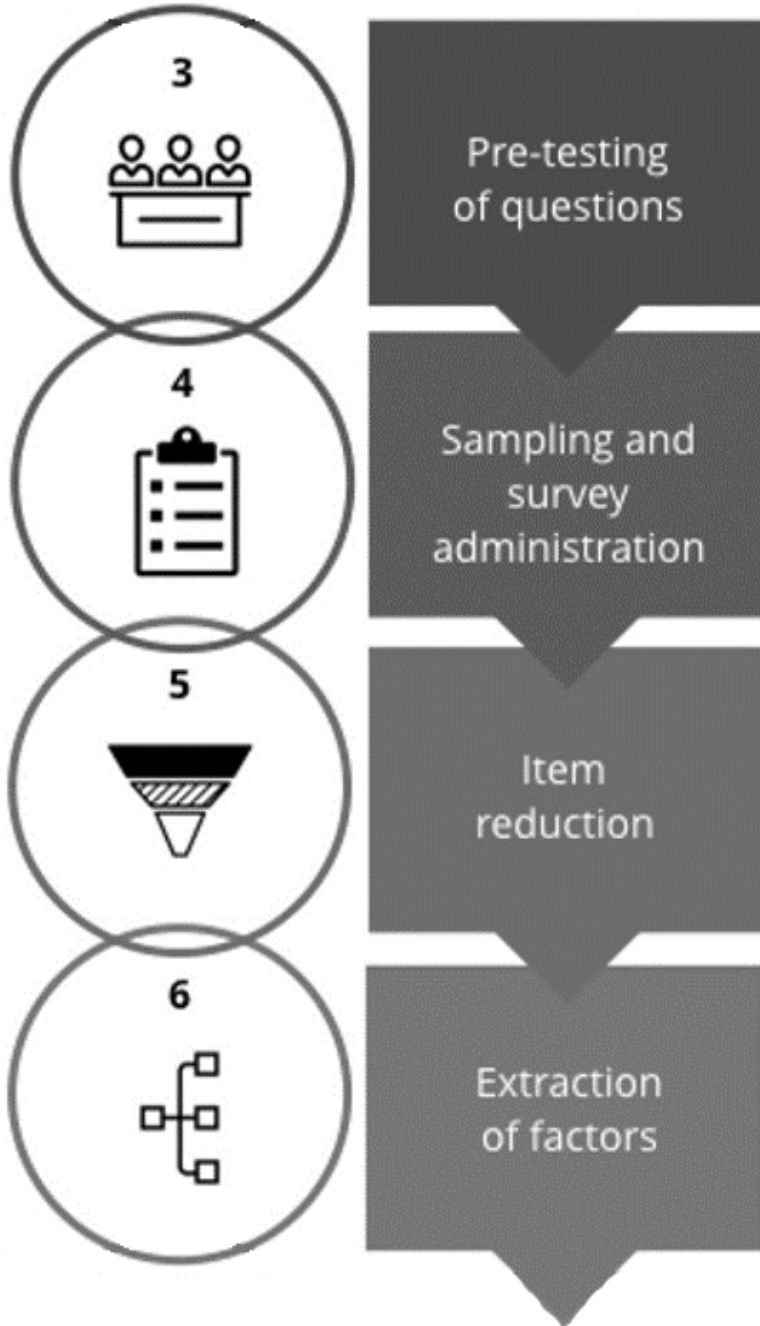 3
Pre-testing
of questions
4
Sampling and
survey
administration
5
Item
reduction
6
Extraction
of factors